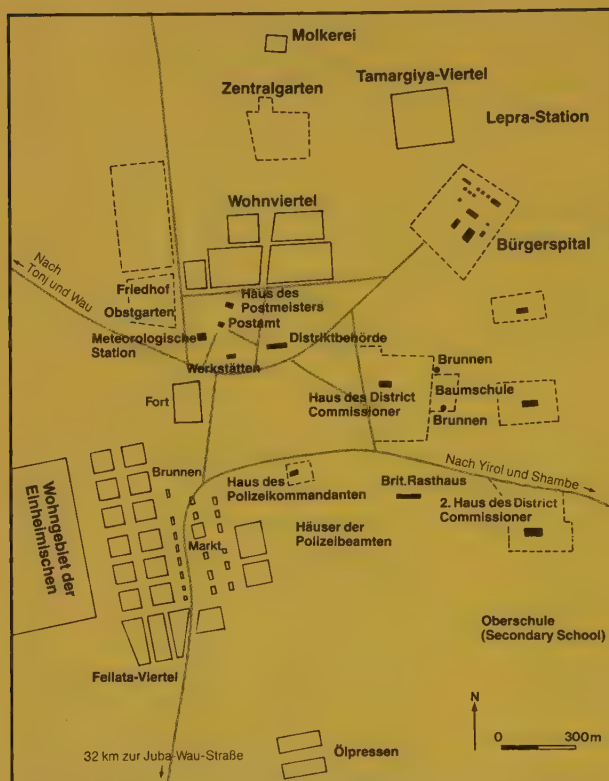 Molkerei
Zentralgarten
Tamargiya-Viertel
Lepra-Station
Wohnviertel
Bürgerspital
Nach
Tonj und Wau
Friedhof
Obstgarten
Haus des
Postmeisters
Postamt
Meteorologische
Station
Distriktbehörde
Werkstätten
Brunnen
Fort
Haus des District
Commissioner
Baumschule
Brunnen
Brunnen
Haus des
Polizeikommandanten
Brit. Rasthaus
Nach Yirol und Shambe
2. Haus des District
Commissioner
Wohngebiet der
Einheimischen
Markt
Häuser der
Polizeibeamten
Oberschule
(Secondary School)
Fellata-Viertel
N
0 300m
32 km zur Juba-Wau-Straße
Ölpressen